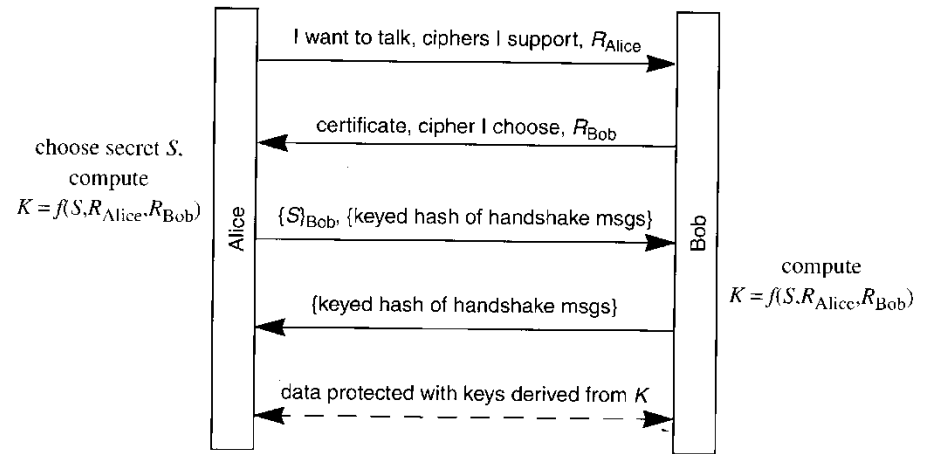 I want to talk, ciphers I support, R_Alice
certificate, cipher I choose, R_Bob
choose secret S,
compute
K = f(S,R_Alice,R_Bob)
Alice
{S}_Bob, {keyed hash of handshake msgs}
Bob
compute
K = f(S,R_Alice,R_Bob)
{keyed hash of handshake msgs}
data protected with keys derived from K